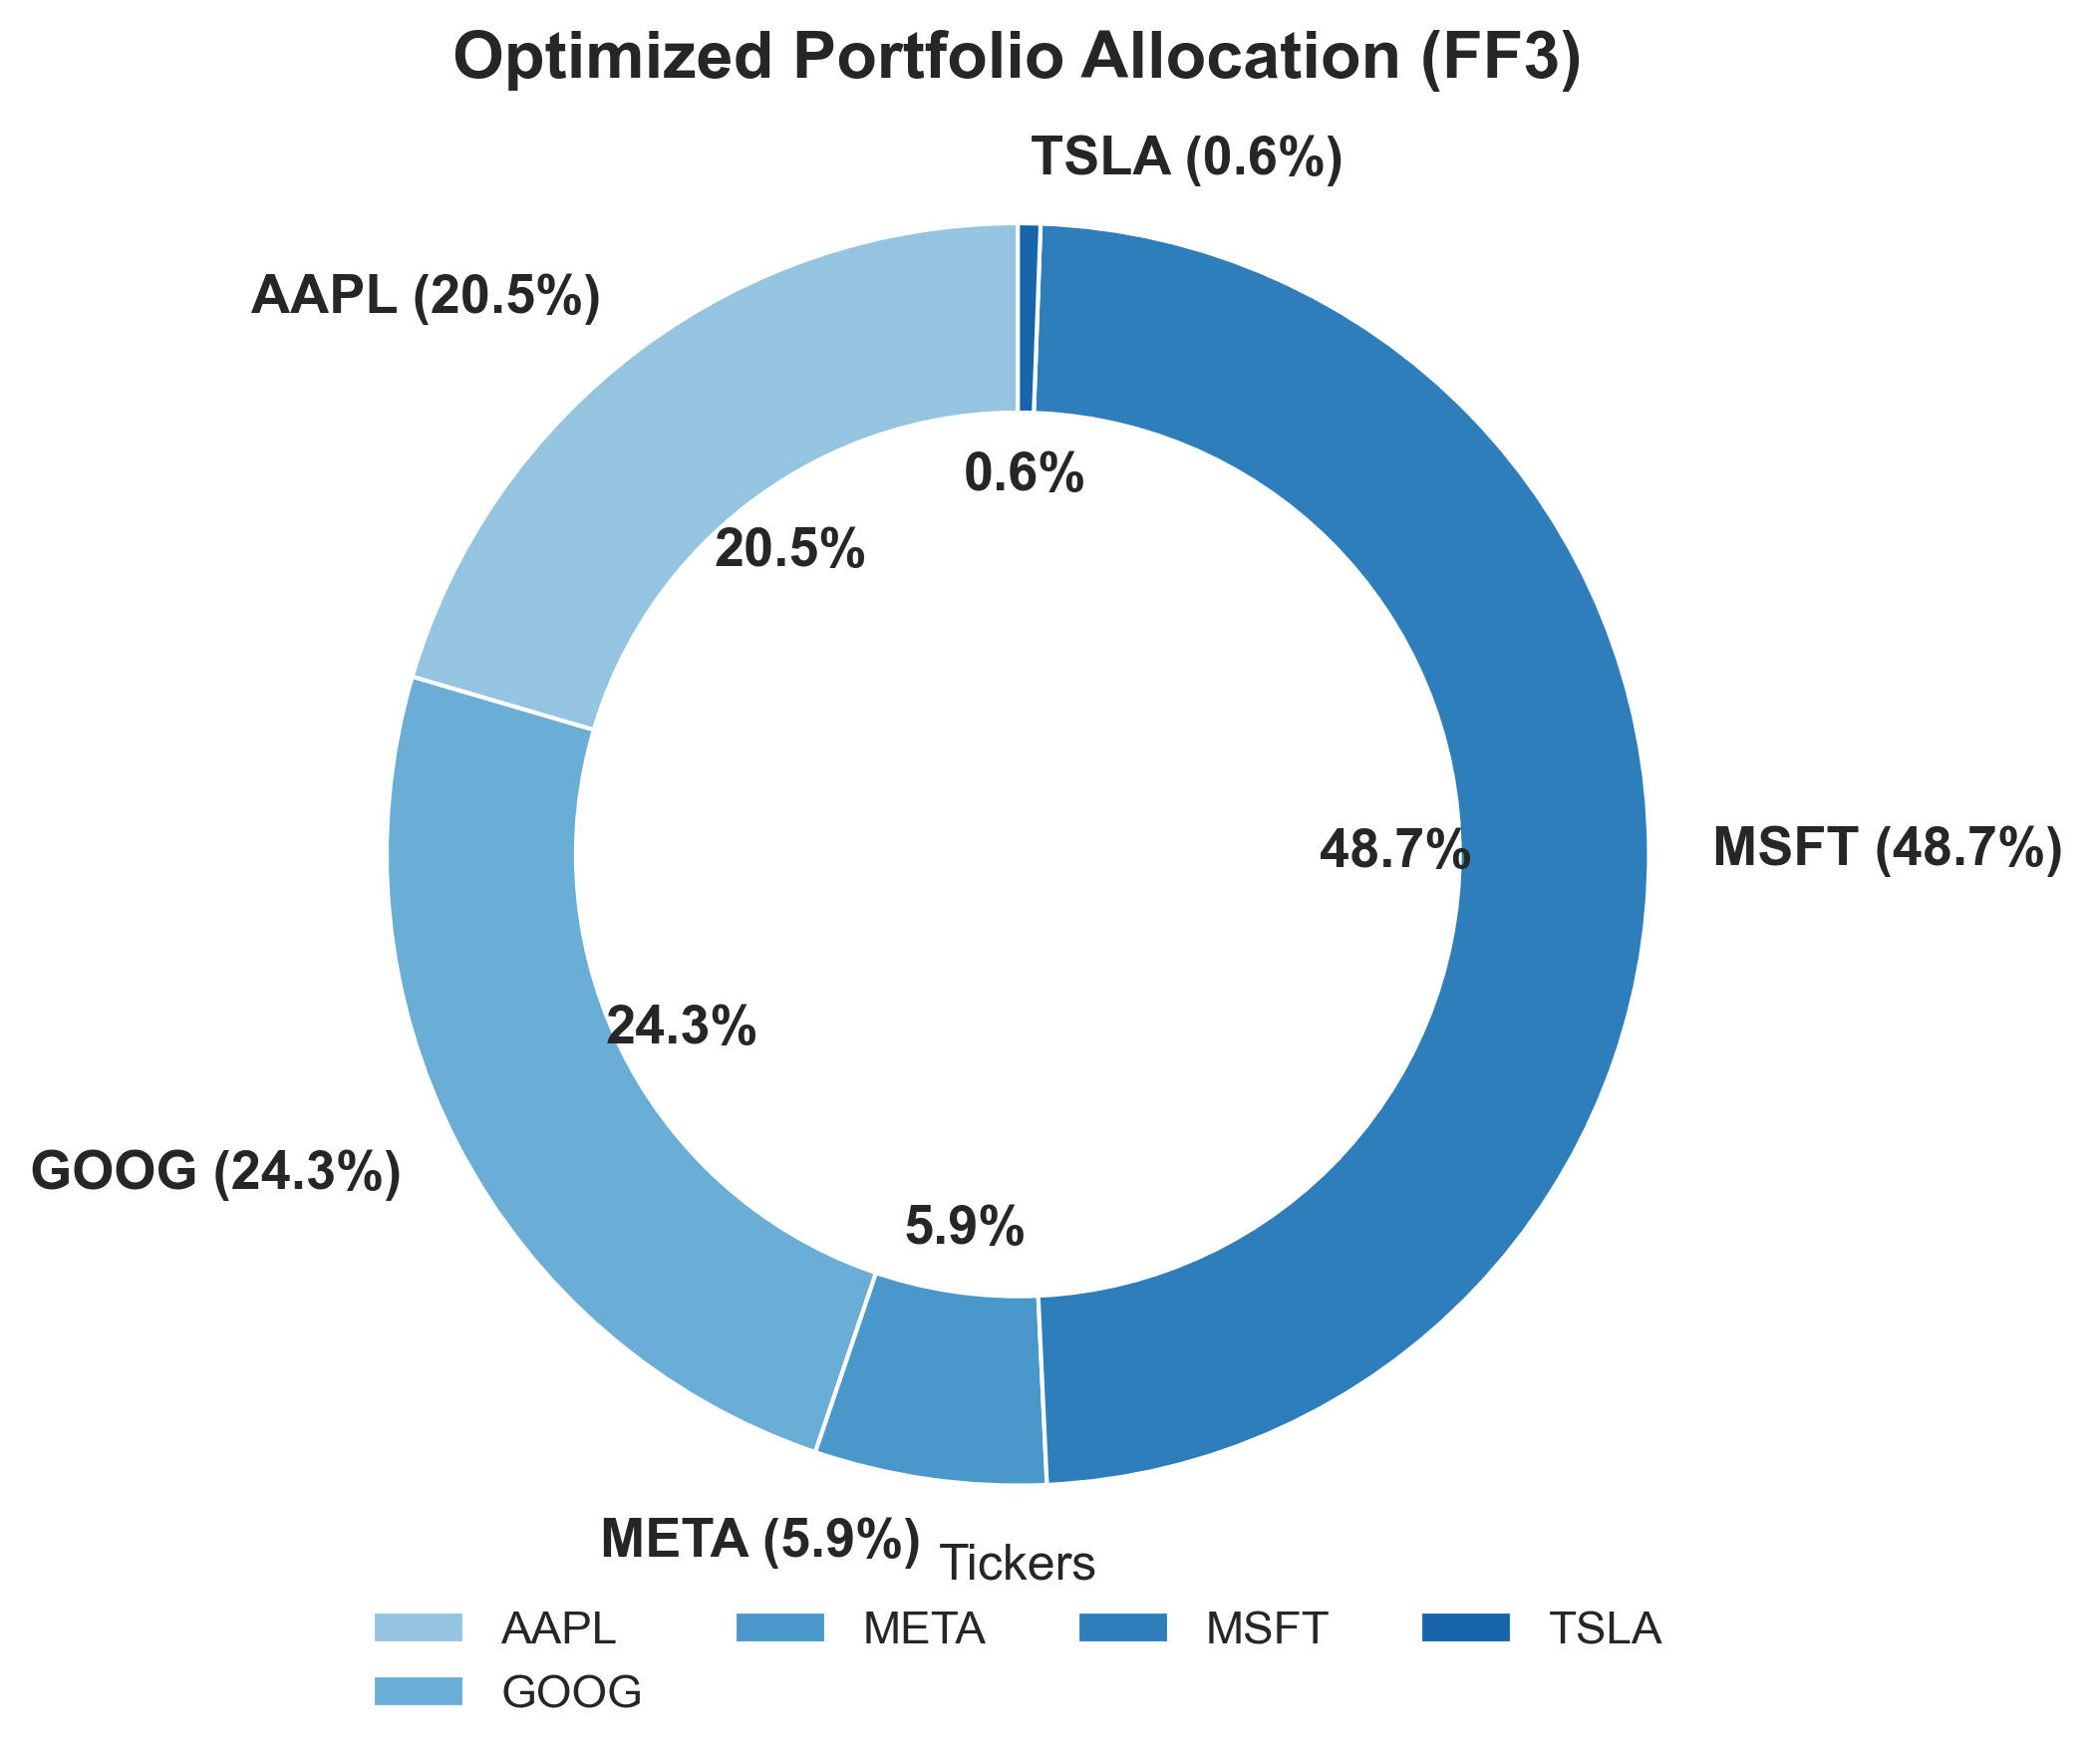 Optimized Portfolio Allocation (FF3)
TSLA (0.6%)
AAPL (20.5%)
0.6%
20.5%
48.7%
MSFT (48.7%)
24.3%
GOOG (24.3%)
5.9%
META (5.9%)
Tickers
AAPL
META
MSFT
TSLA
GOOG